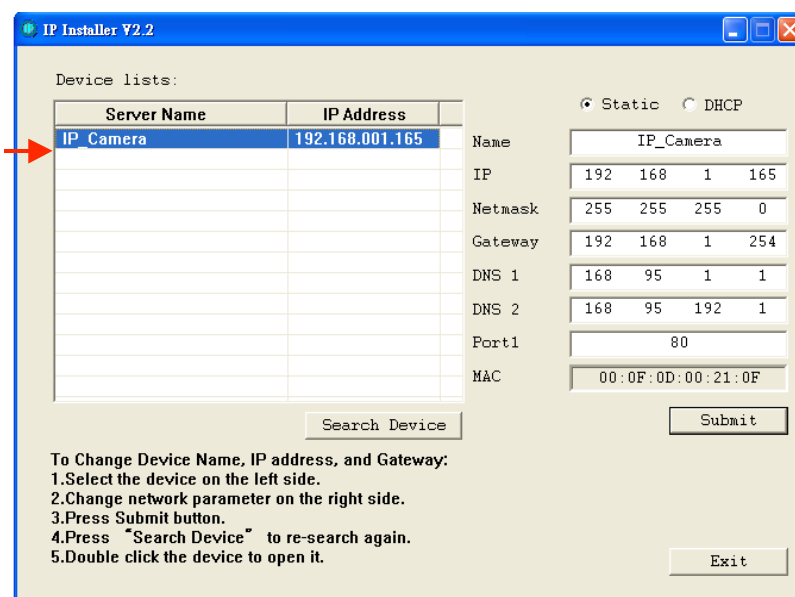 IP Installer V2.2
Device lists:
Server Name IP Address
IP_Camera 192.168.001.165
Static DHCP
Name IP_Camera
IP 192 168 1 165
Netmask 255 255 255 0
Gateway 192 168 1 254
DNS 1 168 95 1 1
DNS 2 168 95 192 1
Port1 80
MAC 00:0F:0D:00:21:0F
Search Device
Submit
To Change Device Name, IP address, and Gateway:
1.Select the device on the left side.
2.Change network parameter on the right side.
3.Press Submit button.
4.Press “Search Device” to re-search again.
5.Double click the device to open it.
Exit